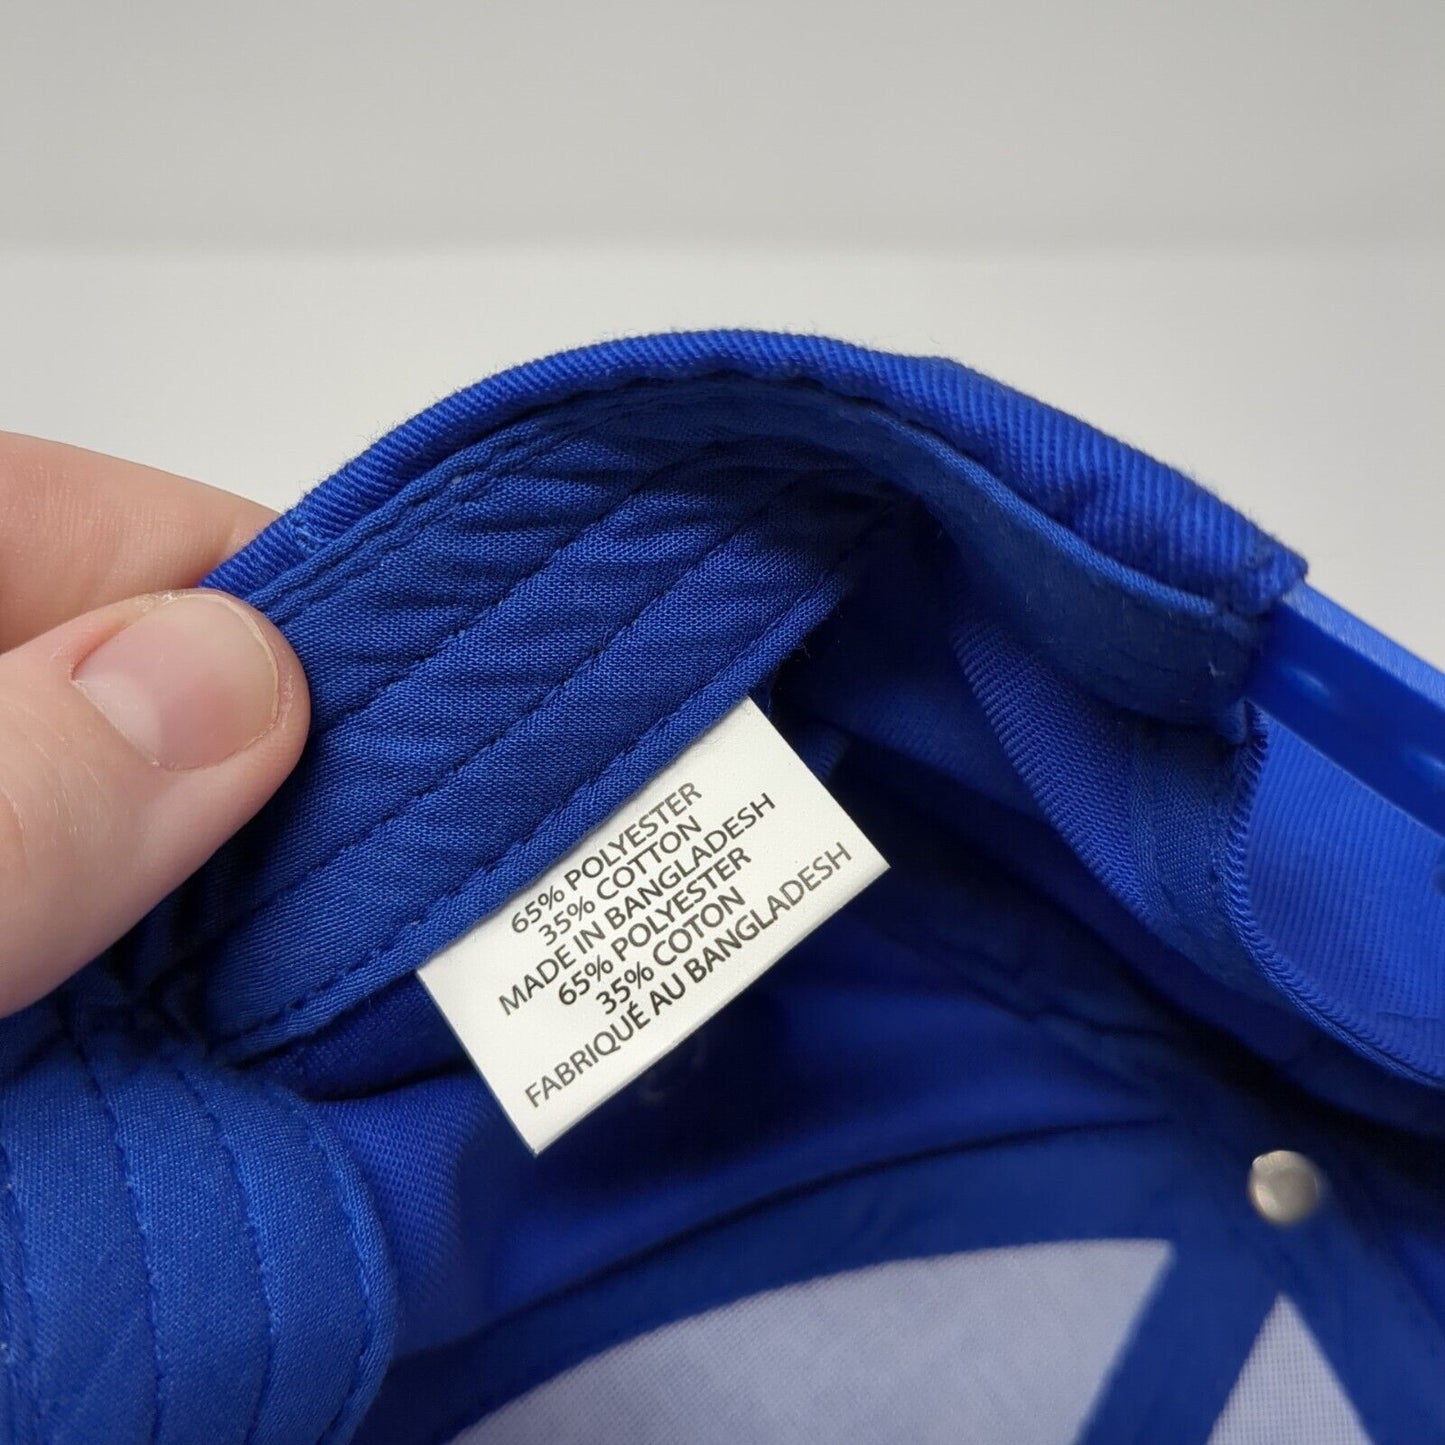 65% POLYESTER
35% COTTON
MADE IN BANGLADESH
65% POLYESTER
35% COTON
FABRIQUÉ AU BANGLADESH